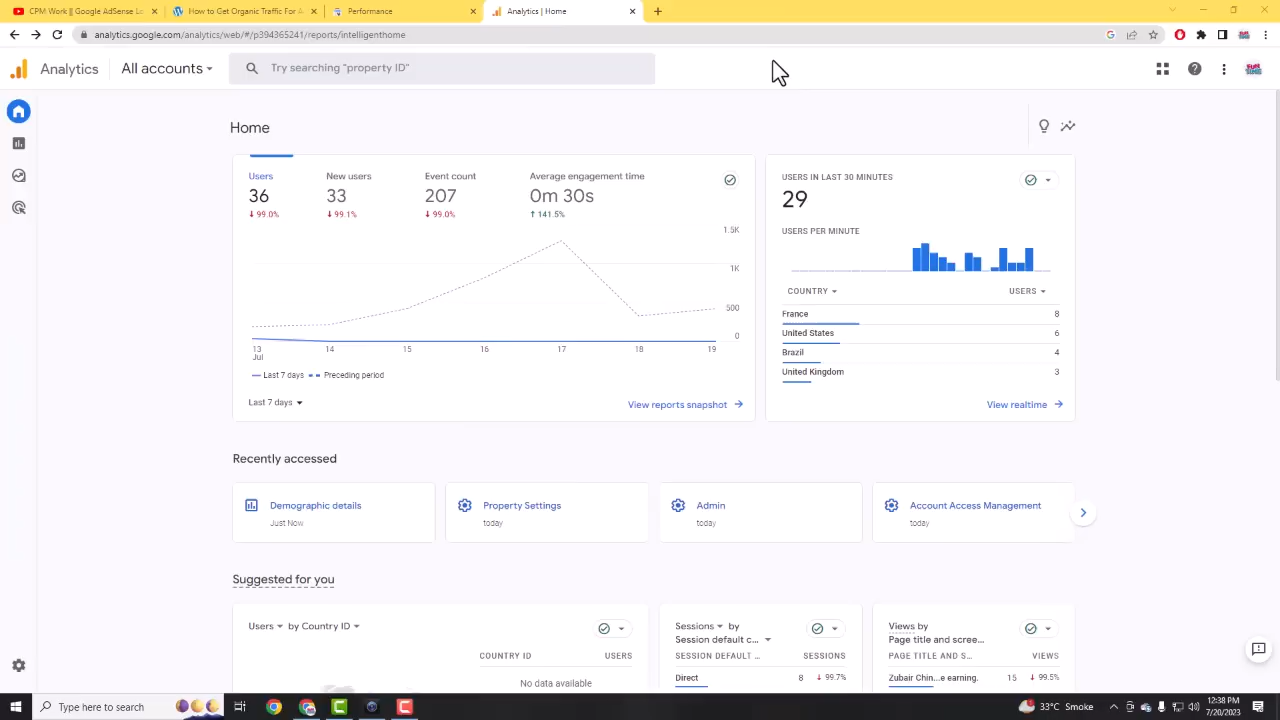 CPM Work || Google AdSense Lo
How to Get Organic Traffic For A
Performance
Analytics | Home
analytics.google.com/analytics/web/#/p394365241/reports/intelligenthome
Analytics
All accounts
Try searching "property ID"
Home
Users
New users
Event count
Average engagement time
36
33
207
0m 30s
↓ 99.0%
↓ 99.1%
↓ 99.0%
↑ 141.5%
1.5K
1K
500
0
13
Jul
14
15
16
17
18
19
Last 7 days
Preceding period
Last 7 days
View reports snapshot
USERS IN LAST 30 MINUTES
29
USERS PER MINUTE
COUNTRY
USERS
France
8
United States
6
Brazil
4
United Kingdom
3
View realtime
Recently accessed
Demographic details
Just Now
Property Settings
today
Admin
today
Account Access Management
today
Suggested for you
Users by Country ID
COUNTRY ID
USERS
No data available
Sessions by
Session default c...
SESSION DEFAULT ...
SESSIONS
Direct
8
↓ 99.7%
Views by
Page title and scree...
PAGE TITLE AND S...
VIEWS
Zubair Chin...e earning.
15
↓ 99.5%
Type here to search
33°C Smoke
12:38 PM
7/20/2023